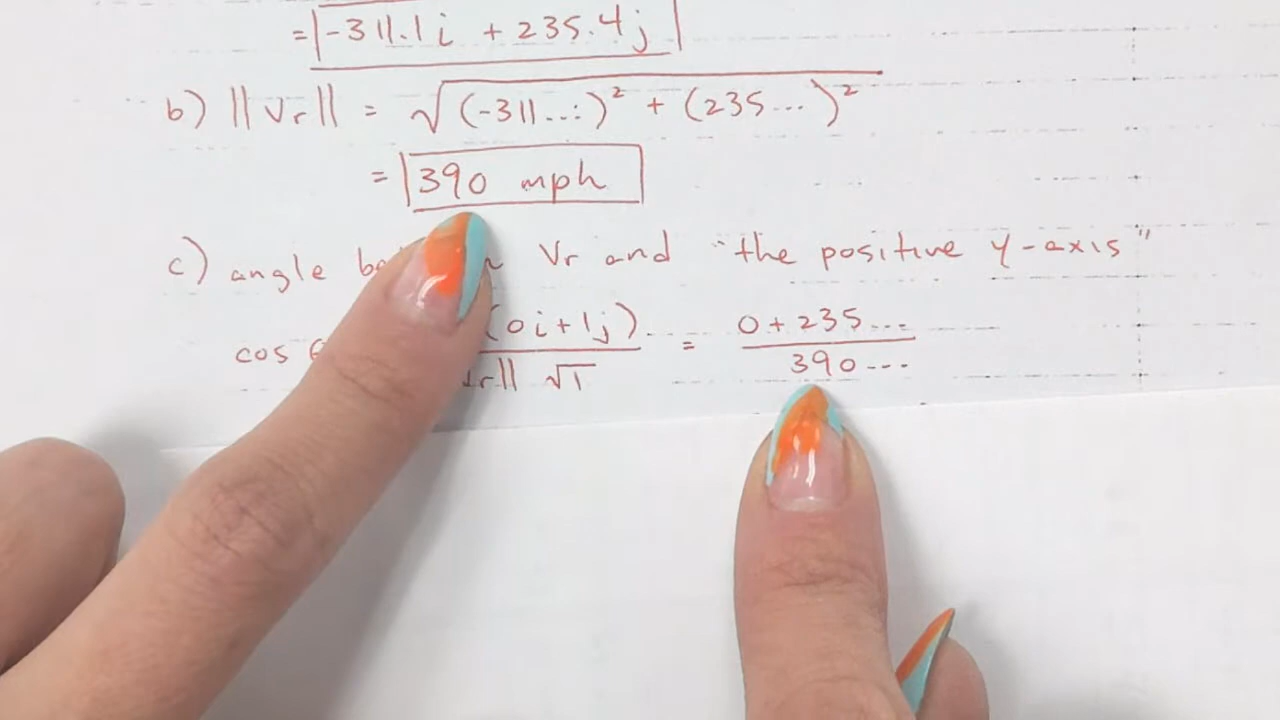 = -311.1i + 235.4j
b) ||Vr|| = √(-311...)² + (235...)²
= 390 mph
c) angle Vr and "the positive y-axis"
cos (0i+1j) = 0 + 235...
√1 390...